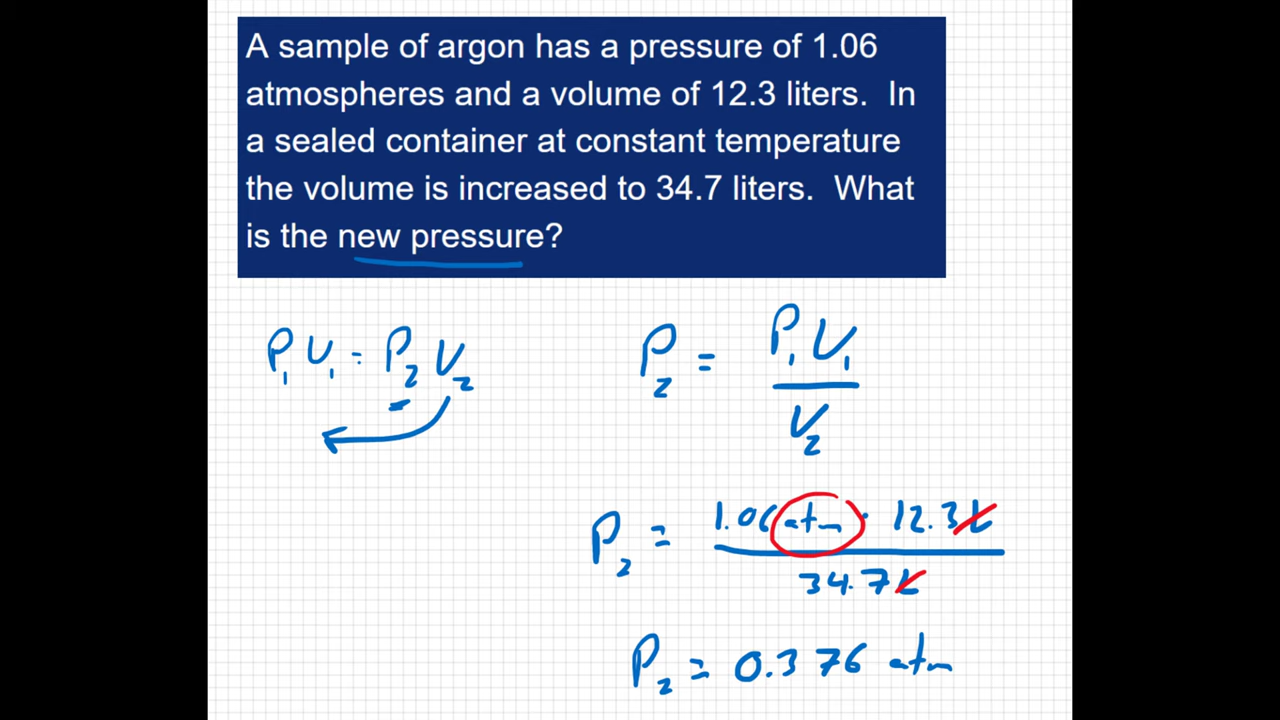 A sample of argon has a pressure of 1.06
atmospheres and a volume of 12.3 liters. In
a sealed container at constant temperature
the volume is increased to 34.7 liters. What
is the new pressure?
P₁V₁ = P₂V₂
P₂ = P₁V₁ / V₂
P₂ = 1.06 atm · 12.3 L / 34.7 L
P₂ = 0.376 atm